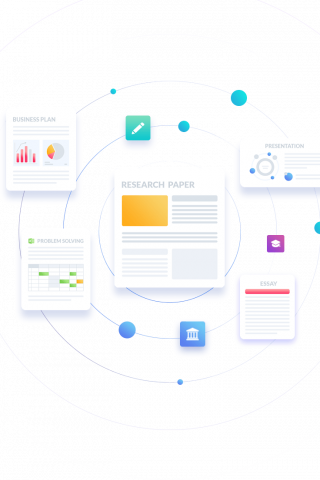 BUSINESS PLAN
PRESENTATION
RESEARCH PAPER
PROBLEM SOLVING
ESSAY